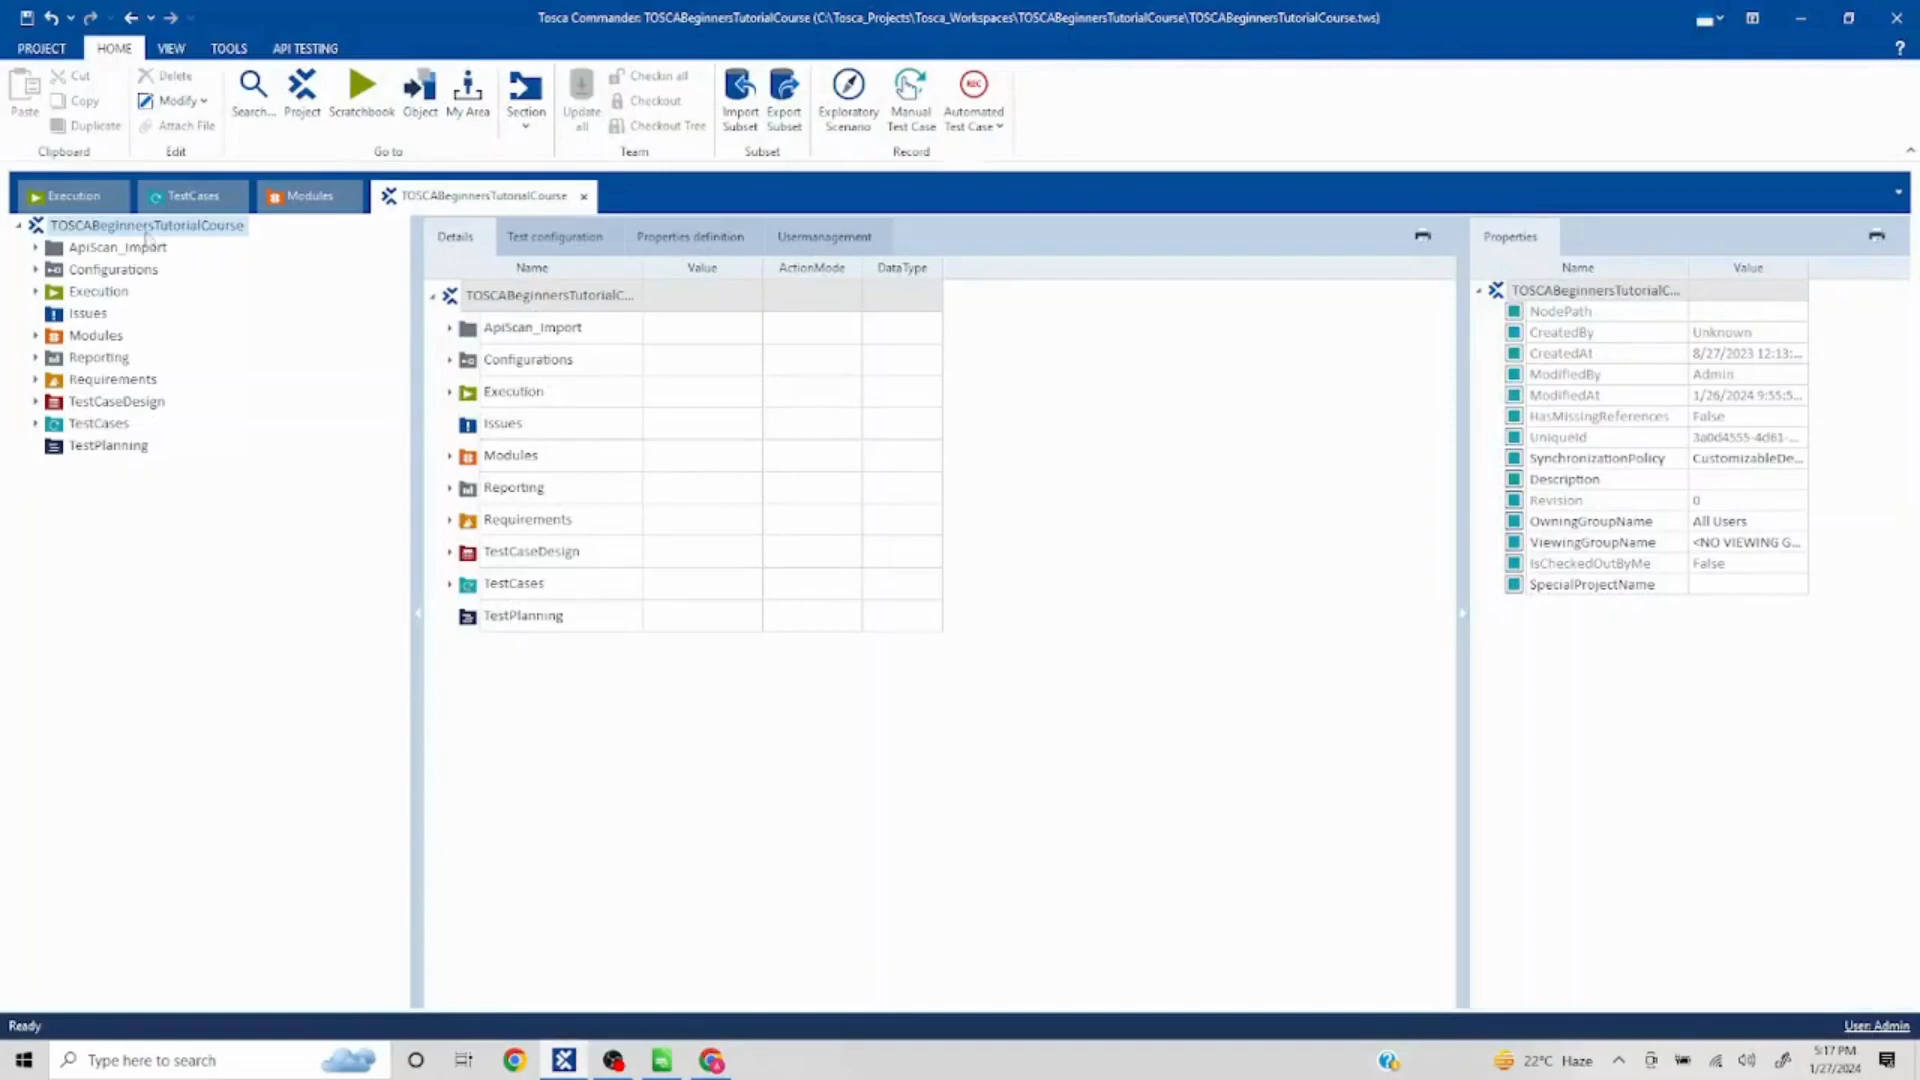 Tosca Commander: TOSCABeginnersTutorialCourse (C:\Tosca_Projects\Tosca_Workspaces\TOSCABeginnersTutorialCourse\TOSCABeginnersTutorialCourse.tws)
PROJECT HOME VIEW TOOLS API TESTING
?
Paste
Cut
Copy
Duplicate
Clipboard
Delete
Modify
Attach File
Edit
Search...
Project
Scratchbook
Object
My Area
Go to
Section
Update all
Checkin all
Checkout
Checkout Tree
Team
Import Subset
Export Subset
Subset
Exploratory Scenario
Manual Test Case
REC
Automated Test Case
Record
Execution
TestCases
Modules
TOSCABeginnersTutorialCourse
TOSCABeginnersTutorialCourse
ApiScan_Import
Configurations
Execution
Issues
Modules
Reporting
Requirements
TestCaseDesign
TestCases
TestPlanning
Details Test configuration Properties definition Usermanagement
Name Value ActionMode DataType
TOSCABeginnersTutorialC...
ApiScan_Import
Configurations
Execution
Issues
Modules
Reporting
Requirements
TestCaseDesign
TestCases
TestPlanning
Properties
Name Value
TOSCABeginnersTutorialC...
NodePath
CreatedBy Unknown
CreatedAt 8/27/2023 12:13:...
ModifiedBy Admin
ModifiedAt 1/26/2024 9:55:5...
HasMissingReferences False
UniqueId 3a0d4555-4d61-...
SynchronizationPolicy CustomizableDe...
Description
Revision 0
OwningGroupName All Users
ViewingGroupName <NO VIEWING G...
IsCheckedOutByMe False
SpecialProjectName
Ready
User: Admin
Type here to search
22°C Haze
5:17 PM
1/27/2024